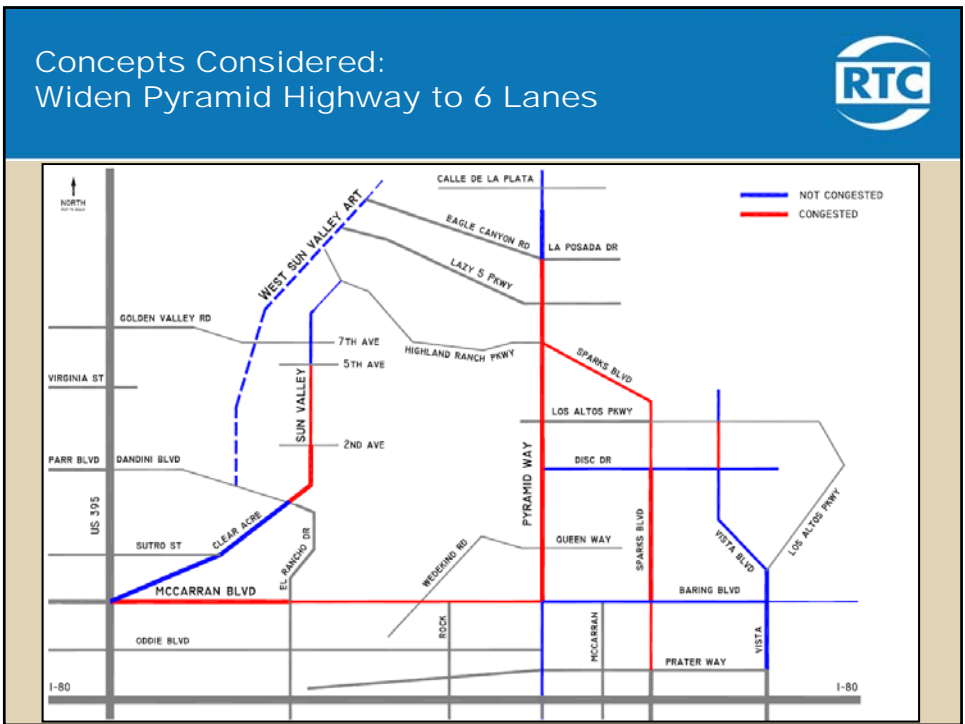 Concepts Considered:
Widen Pyramid Highway to 6 Lanes
RTC
NORTH
CALLE DE LA PLATA
NOT CONGESTED
CONGESTED
WEST SUN VALLEY ART
EAGLE CANYON RD
LA POSADA DR
LAZY 5 PKWY
GOLDEN VALLEY RD
7TH AVE
HIGHLAND RANCH PKWY
5TH AVE
SPARKS BLVD
VIRGINIA ST
SUN VALLEY
LOS ALTOS PKWY
2ND AVE
PYRAMID WAY
PARR BLVD
DANDINI BLVD
DISC DR
US 395
CLEAR ACRE
SUTRO ST
EL RANCHO DR
WEDEKIND RD
QUEEN WAY
SPARKS BLVD
VISTA BLVD
LOS ALTOS PKWY
MCCARRAN BLVD
BARING BLVD
ODDIE BLVD
ROCK
MCCARRAN
VISTA
PRATER WAY
I-80
I-80